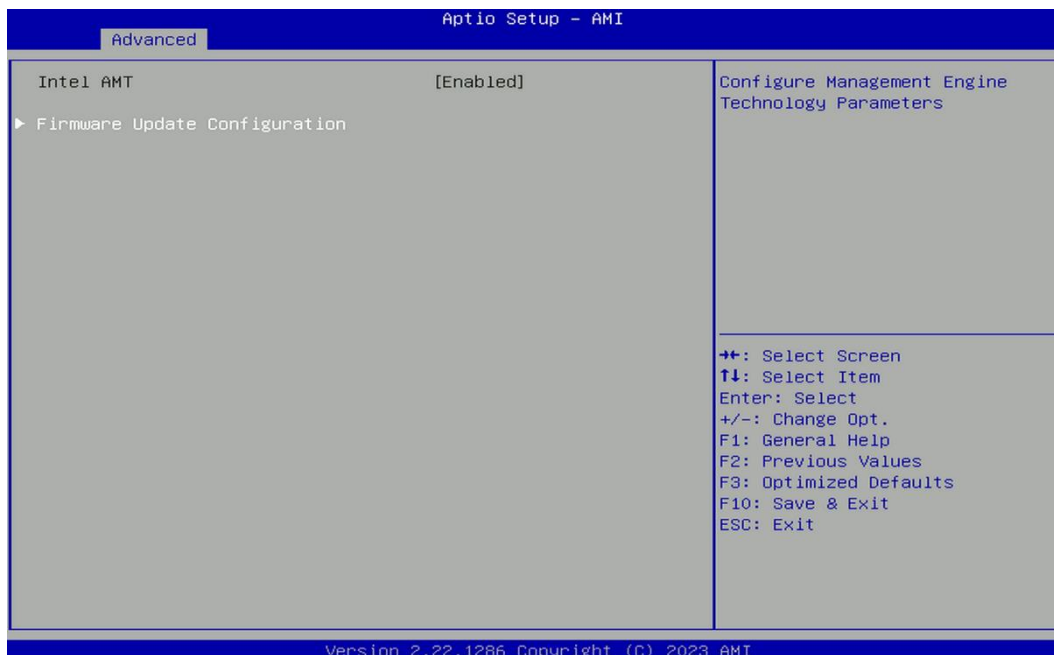 Aptio Setup – AMI
Advanced
Intel AMT [Enabled]
▶ Firmware Update Configuration
Configure Management Engine
Technology Parameters
→←: Select Screen
↑↓: Select Item
Enter: Select
+/-: Change Opt.
F1: General Help
F2: Previous Values
F3: Optimized Defaults
F10: Save & Exit
ESC: Exit
Version 2.22.1286 Copyright (C) 2023 AMI